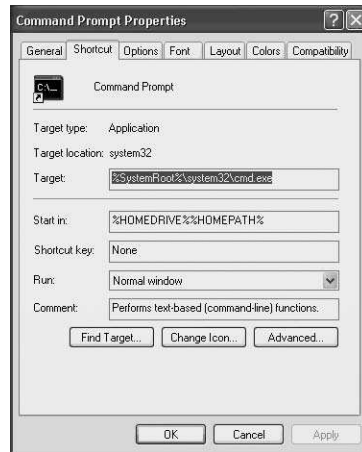 Command Prompt Properties
General Shortcut Options Font Layout Colors Compatibility
C:\_
Command Prompt
Target type: Application
Target location: system32
Target: %SystemRoot%\system32\cmd.exe
Start in: %HOMEDRIVE%%HOMEPATH%
Shortcut key: None
Run: Normal window
Comment: Performs text-based (command-line) functions.
Find Target... Change Icon... Advanced...
OK Cancel Apply